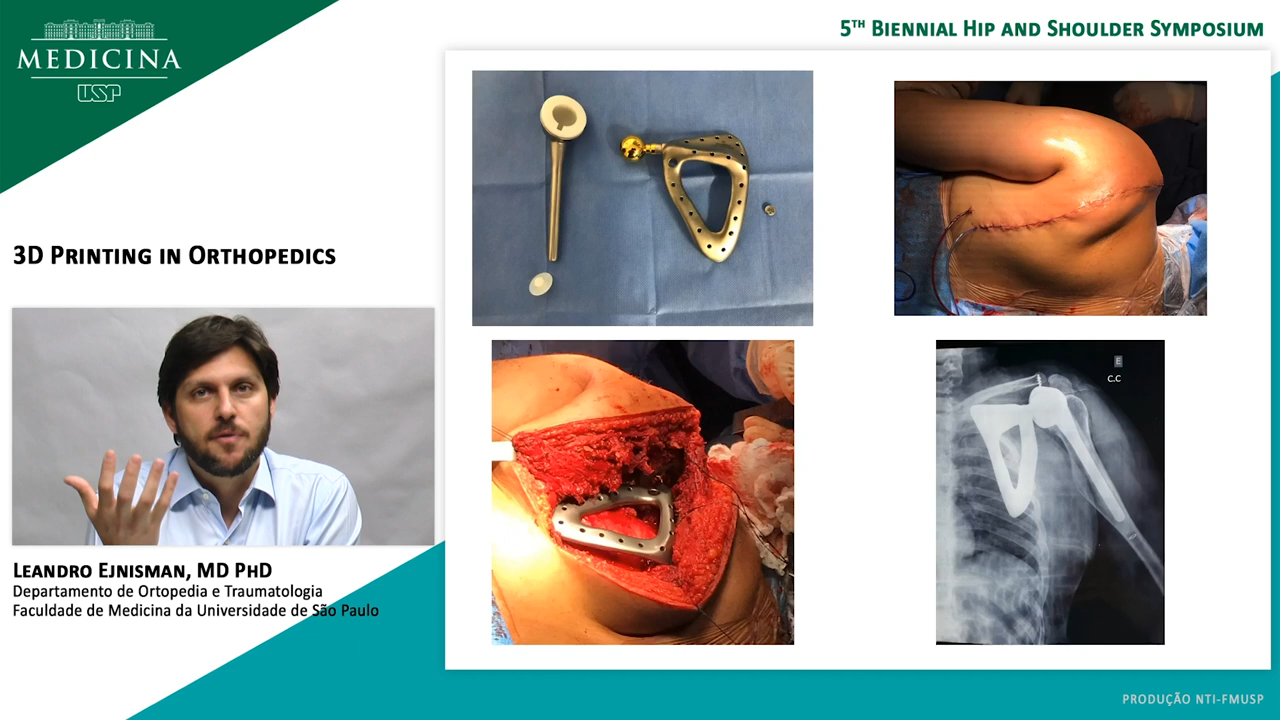 MEDICINA
USP
5TH BIENNIAL HIP AND SHOULDER SYMPOSIUM
3D PRINTING IN ORTHOPEDICS
LEANDRO EJNISMAN, MD PHD
Departamento de Ortopedia e Traumatologia
Faculdade de Medicina da Universidade de São Paulo
E
C.C
PRODUÇÃO NTI-FMUSP